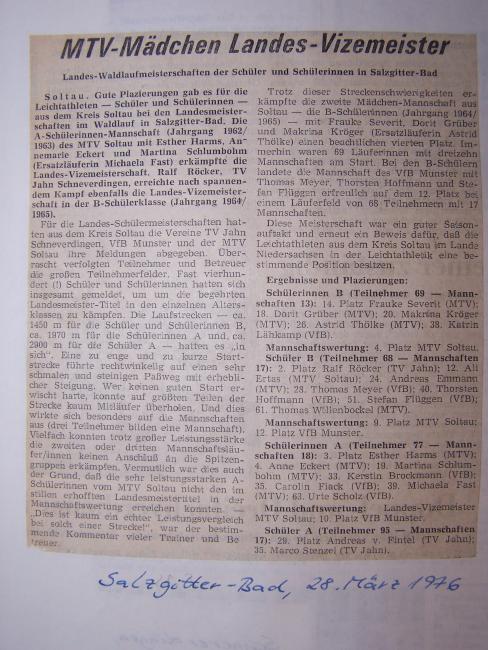 MTV-Mädchen Landes-Vizemeister
Landes-Waldlaufmeisterschaften der Schüler und Schülerinnen in Salzgitter-Bad
Soltau. Gute Plazierungen gab es für die
Leichtathleten — Schüler und Schülerinnen —
aus dem Kreis Soltau bei den Landesmeister-
schaften im Waldlauf in Salzgitter-Bad. Die
A-Schülerinnen-Mannschaft (Jahrgang 1962/
1963) des MTV Soltau mit Esther Harms, An-
nemarie Eckert und Martina Schlumbohm
(Ersatzläuferin Michaela Fast) erkämpfte die
Landesvizemeisterschaft. Ralf Röcker, TV
Jahn Schneverdingen, erreichte nach spannen-
dem Kampf ebenfalls die Landes-Vizemeister-
schaft in der B-Schülerklasse (Jahrgang 1964/
1965).
Für die Landes-Schülermeisterschaften hat-
ten aus dem Kreis Soltau die Vereine TV Jahn
Schneverdingen, VfB Munster und der MTV
Soltau ihre Meldungen abgegeben. Über-
rascht verfolgten Teilnehmer und Betreuer
die großen Teilnehmerfelder. Fast vierhun-
dert (!) Schüler und Schülerinnen hatten sich
insgesamt gemeldet, um um die begehrten
Landesmeister-Titel in den einzelnen Alters-
klassen zu kämpfen. Die Laufstrecken — ca.
1450 m für die Schüler und Schülerinnen B,
ca. 1970 m für die Schülerinnen A und, ca.
2900 m für die Schüler A — hatten es „in
sich". Eine zu enge und zu kurze Start-
strecke führte rechtwinklig auf einen sehr
schmalen und steinigen Paßweg mit erhebli-
cher Steigung. Wer keinen guten Start er-
wischt hatte, konnte auf größten Teilen der
Strecke kaum Mitläufer überholen. Und dies
wirkte sich besonders auf die Mannschaften
aus (drei Teilnehmer bilden eine Mannschaft).
Vielfach konnten trotz großer Leistungsstärke
die zweiten oder dritten Mannschaftsläu-
fer/innen keinen Anschluß an die Spitzen-
gruppen erkämpfen. Vermutlich war dies auch
der Grund, daß die sehr leistungsstarken A-
Schülerinnen vom MTV Soltau nicht den im
stillen erhofften Landesmeistertitel in der
Mannschaftswertung erreichen konnten. —
„Dies ist kaum ein echter Leistungsvergleich
bei solch einer Strecke!", war der bestim-
mende Kommentar vieler Trainer und Be-
treuer.
Trotz dieser Streckenschwierigkeiten er-
kämpfte die zweite Mädchen-Mannschaft aus
Soltau — die B-Schülerinnen (Jahrgang 1964/
1965) — mit Frauke Severit, Dorit Grüber
und Makrina Kröger (Ersatzläuferin Astrid
Thölke) einen beachtlichen vierten Platz. Im-
merhin waren 69 Läuferinnen mit dreizehn
Mannschaften am Start. Bei den B-Schülern
landete die Mannschaft des VfB Munster mit
Thomas Meyer, Thorsten Hoffmann und Ste-
fan Flüggen erfreulich auf dem 12. Platz bei
einem Läuferfeld von 68 Teilnehmern mit 17
Mannschaften.
Diese Meisterschaft war ein guter Saison-
auftakt und erneut ein Beweis dafür, daß die
Leichtathleten aus dem Kreis Soltau im Lande
Niedersachsen in der Leichtathletik eine be-
stimmende Position besitzen.
Ergebnisse und Plazierungen:
Schülerinnen B (Teilnehmer 69 — Mann-
schaften 13): 14. Platz Frauke Severit (MTV);
18. Dorit Grüber (MTV); 20. Makrina Kröger
(MTV); 26. Astrid Thölke (MTV); 38. Katrin
Lähkamp (VfB).
Mannschaftswertung: 4. Platz MTV Soltau.
Schüler B (Teilnehmer 68 — Mannschaften
17): 2. Platz Ralf Röcker (TV Jahn); 12. Ali
Ertas (MTV Soltau); 24. Andreas Emmann
(MTV); 28. Thomas Meyer (VfB); 40. Thorsten
Hoffmann (VfB); 51. Stefan Flüggen (VfB);
61. Thomas Willenbockel (MTV).
Mannschaftswertung: 9. Platz MTV Soltau,
12. Platz VfB Munster.
Schülerinnen A (Teilnehmer 77 — Mann-
schaften 18): 3. Platz Esther Harms (MTV);
4. Anne Eckert (MTV); 19. Martina Schlum-
bohm (MTV); 33. Kerstin Brockmann (VfB);
35. Carolin Fiack (VfB); 39. Michaela Fast
(MTV); 63. Urte Scholz (VfB).
Mannschaftswertung: Landes-Vizemeister
MTV Soltau; 10. Platz VfB Munster.
Schüler A (Teilnehmer 95 — Mannschaften
17): 29. Platz Andreas v. Fintel (TV Jahn);
35. Marco Stenzel (TV Jahn).
Salzgitter-Bad, 28. März 1976